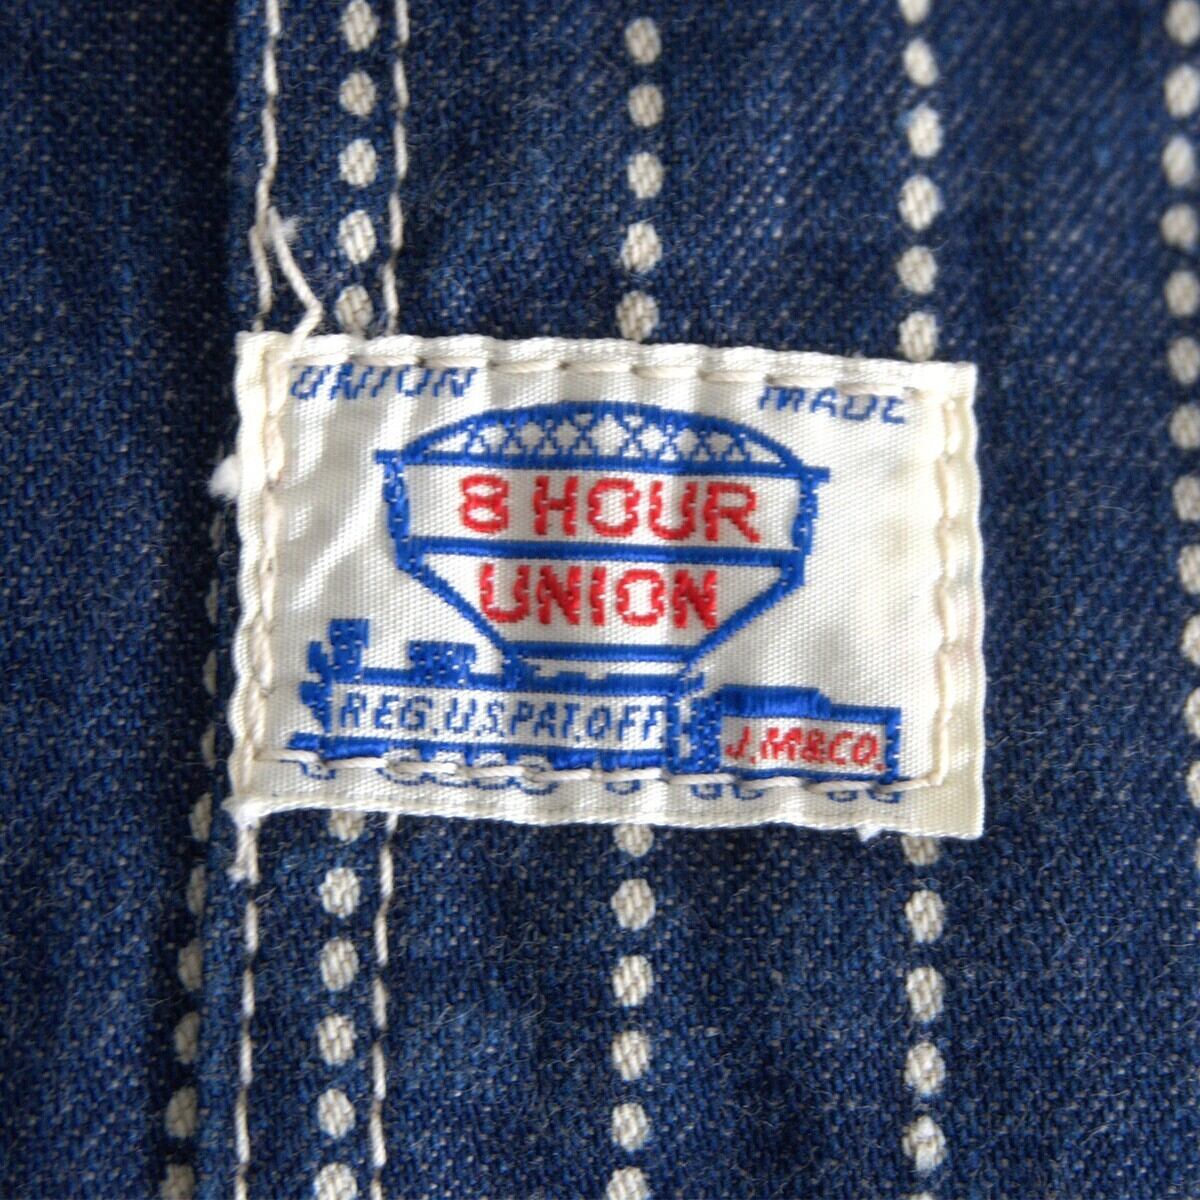 UNION MADE
8 HOUR
UNION
REG. U.S. PAT. OFF.
J.M&CO.